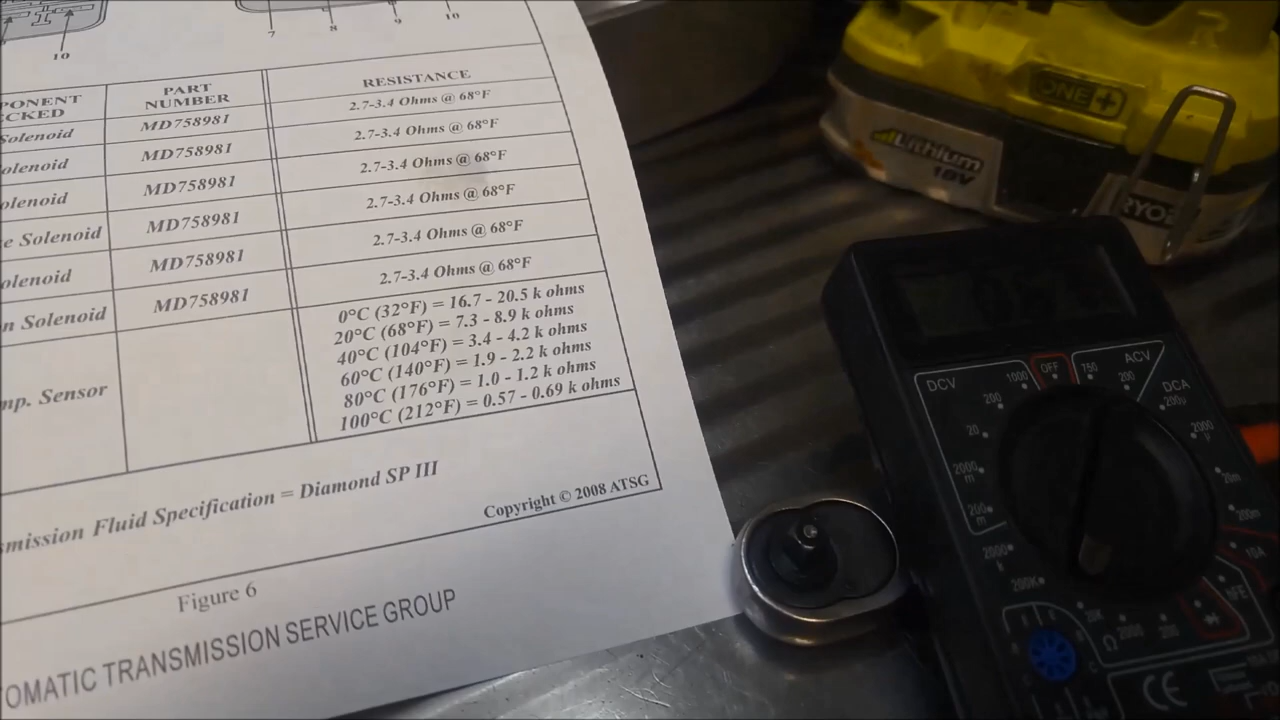 10
7
8
9
10
PONENT
CKED
PART
NUMBER
RESISTANCE
Solenoid
MD758981
2.7-3.4 Ohms @ 68°F
olenoid
MD758981
2.7-3.4 Ohms @ 68°F
olenoid
MD758981
2.7-3.4 Ohms @ 68°F
e Solenoid
MD758981
2.7-3.4 Ohms @ 68°F
olenoid
MD758981
2.7-3.4 Ohms @ 68°F
n Solenoid
MD758981
2.7-3.4 Ohms @ 68°F
mp. Sensor
0°C (32°F) = 16.7 - 20.5 k ohms
20°C (68°F) = 7.3 - 8.9 k ohms
40°C (104°F) = 3.4 - 4.2 k ohms
60°C (140°F) = 1.9 - 2.2 k ohms
80°C (176°F) = 1.0 - 1.2 k ohms
100°C (212°F) = 0.57 - 0.69 k ohms
smission Fluid Specification = Diamond SP III
Copyright © 2008 ATSG
Figure 6
OMATIC TRANSMISSION SERVICE GROUP
R
ONE+
Lithium
18V
RYOBI
DCV
1000
OFF
750
ACV
200
200
DCA
200µ
20
2000
µ
2000
m
20m
200
m
200m
2000
k
10A
200K
hFE
20K
Ω
2000
200
CE